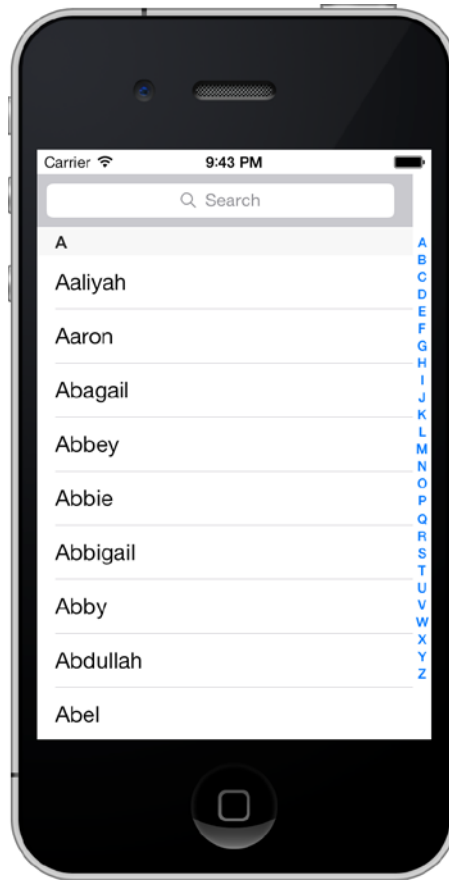 Carrier 9:43 PM
Search
A
Aaliyah
Aaron
Abagail
Abbey
Abbie
Abbigail
Abby
Abdullah
Abel
A
B
C
D
E
F
G
H
I
J
K
L
M
N
O
P
Q
R
S
T
U
V
W
X
Y
Z